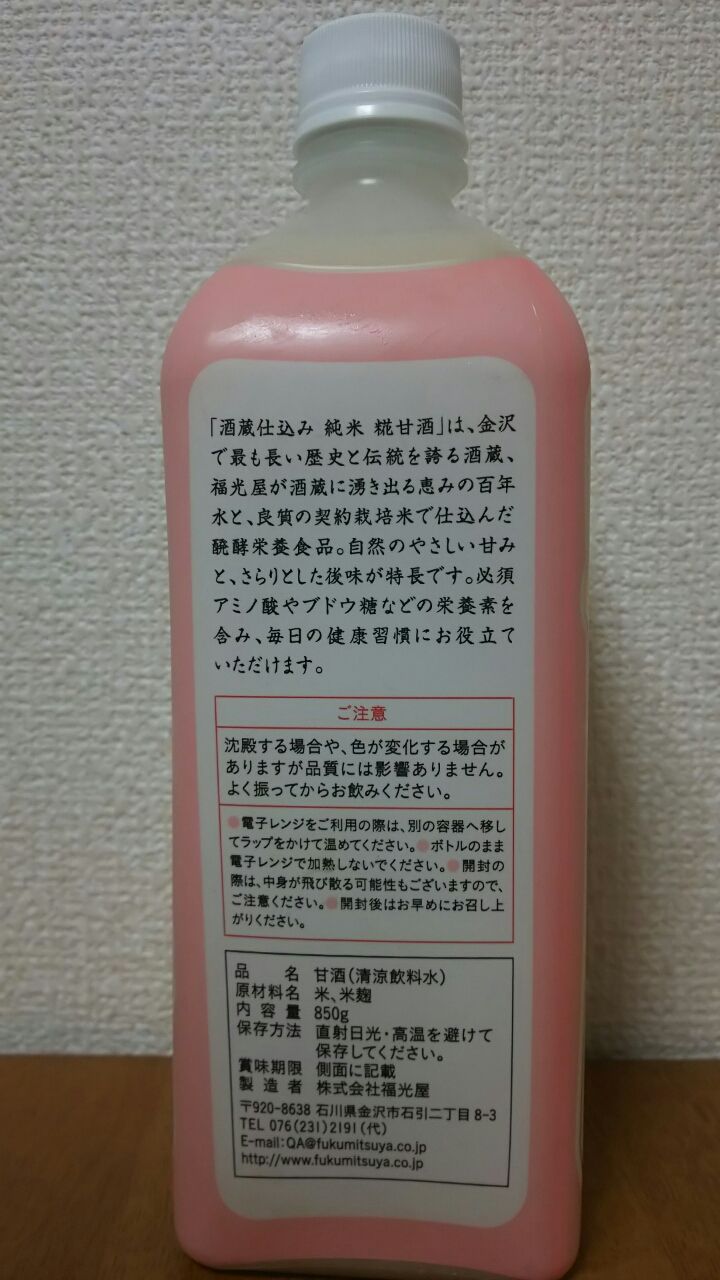 「酒蔵仕込み 純米 糀甘酒」は、金沢
で最も長い歴史と伝統を誇る酒蔵、
福光屋が酒蔵に湧き出る恵みの百年
水と、良質の契約栽培米で仕込んだ
醗酵栄養食品。自然のやさしい甘み
と、さらりとした後味が特長です。必須
アミノ酸やブドウ糖などの栄養素を
含み、毎日の健康習慣にお役立て
いただけます。
ご注意
沈殿する場合や、色が変化する場合が
ありますが品質には影響ありません。
よく振ってからお飲みください。
●電子レンジをご利用の際は、別の容器へ移し
てラップをかけて温めてください。●ボトルのまま
電子レンジで加熱しないでください。●開封の
際は、中身が飛び散る可能性もございますので、
ご注意ください。●開封後はお早めにお召し上
がりください。
品 名 甘酒(清涼飲料水)
原材料名 米、米麹
内容量 850g
保存方法 直射日光・高温を避けて
保存してください。
賞味期限 側面に記載
製造者 株式会社福光屋
〒920-8638 石川県金沢市石引二丁目8-3
TEL 076(231)2191(代)
E-mail:QA@fukumitsuya.co.jp
http://www.fukumitsuya.co.jp